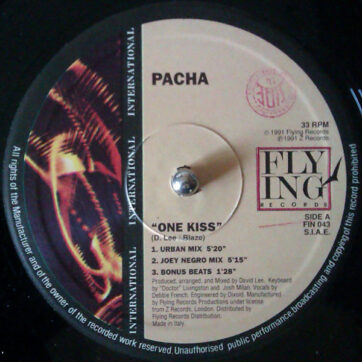 PACHA
INTERNATIONAL
INTERNATIONAL
INTERNATIONAL
33 RPM
℗ 1991 Flying Records
© 1991 Z Records
FLY
ING
RECORDS
SIDE A
FIN 043
S.I.A.E.
"ONE KISS"
(D. Lee - Blaze)
1. URBAN MIX 5'20"
2. JOEY NEGRO MIX 5'15"
3. BONUS BEATS 1'28"
Produced, arranged, and mixed by David Lee. Keyboard
by "Doctor" Livingston and Josh Milan. Vocals by
Debbie French. Engineered by Dixoid. Manufactured
by Flying Records Productions under license
from Z Records, London. Distributed by
Flying Records Distribution.
Made in Italy.
All rights of the Manufacturer and of the owner of the recorded work reserved. Unauthorised public performance, broadcasting and copying of this record prohibited